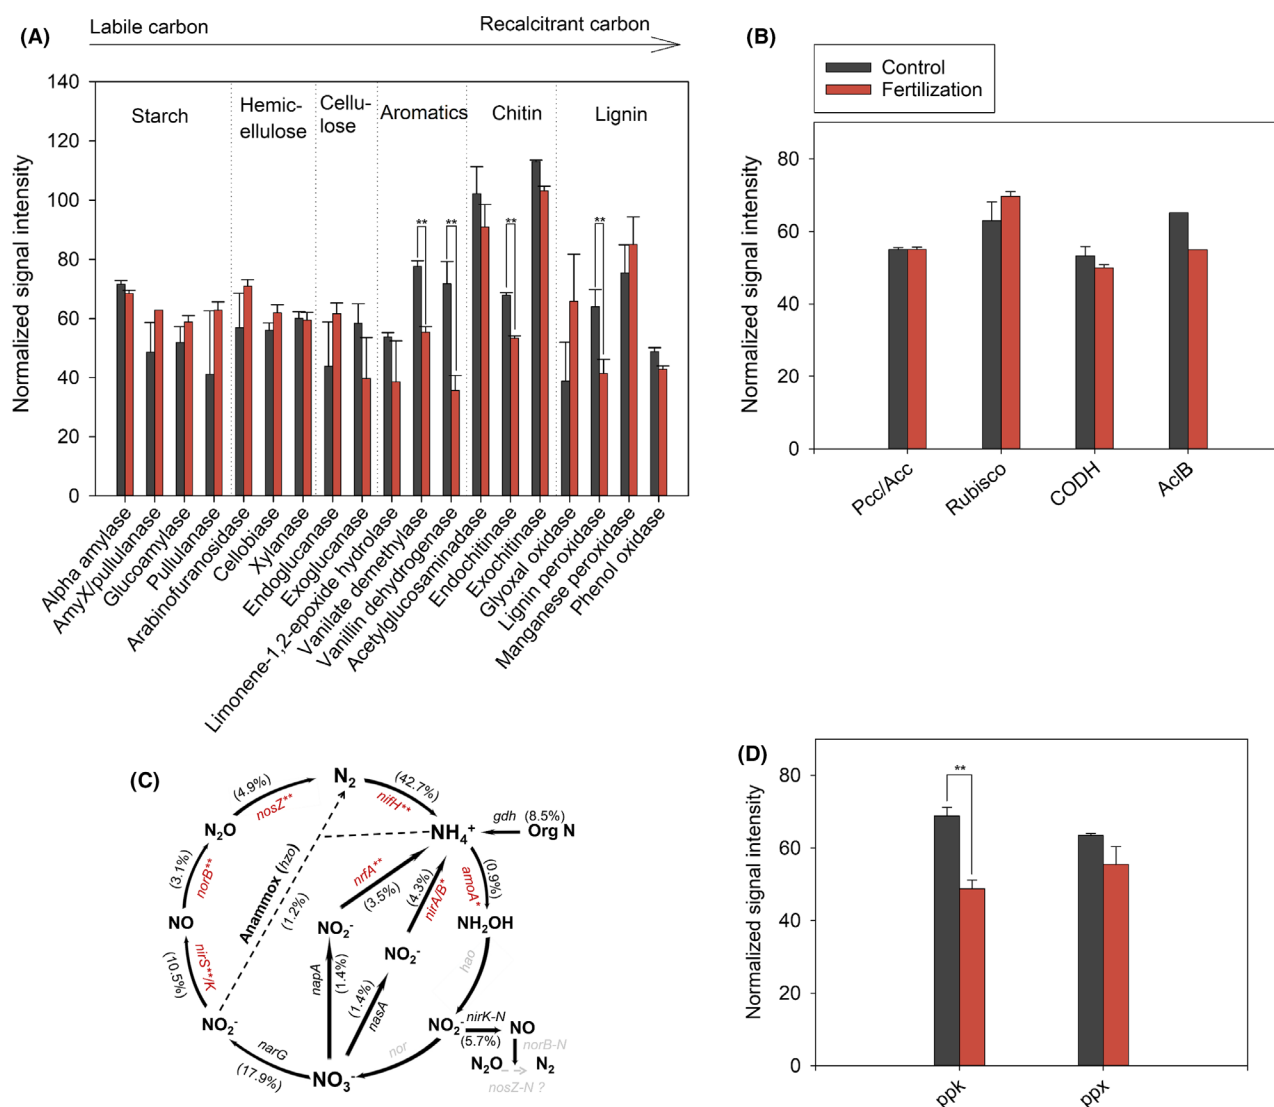 (A)
Labile carbon
Recalcitrant carbon
Normalized signal intensity
140
120
100
80
60
40
20
0
Starch
Hemic-
ellulose
Cellu-
lose
Aromatics
Chitin
Lignin
**
**
**
**
Alpha amylase
AmyX/pullulanase
Glucoamylase
Pullulanase
Arabinofuranosidase
Cellobiase
Xylanase
Endoglucanase
Exoglucanase
Limonene-1,2-epoxide hydrolase
Vanilate demethylase
Vanillin dehydrogenase
Acetylglucosaminadase
Endochitinase
Exochitinase
Glyoxal oxidase
Lignin peroxidase
Manganese peroxidase
Phenol oxidase
(B)
Control
Fertilization
Normalized signal intensity
80
60
40
20
0
Pcc/Acc
Rubisco
CODH
AclB
(C)
N2
(4.9%)
nosZ**
(42.7%)
nifH**
N2O
NH4+
gdh (8.5%)
Org N
(3.1%)
norB**
Anammox (hzo)
(1.2%)
nrfA**
(3.5%)
(4.3%)
nirA/B*
(0.9%)
amoA*
NO
NO2-
NO2-
NH2OH
(10.5%)
nirS**/K
napA
(1.4%)
(1.4%)
nasA
hao
NO2-
NO2-
nirK-N
(5.7%)
NO
norB-N
narG
(17.9%)
NO3-
nor
N2O
N2
nosZ-N ?
(D)
Normalized signal intensity
80
60
40
20
0
**
ppk
ppx